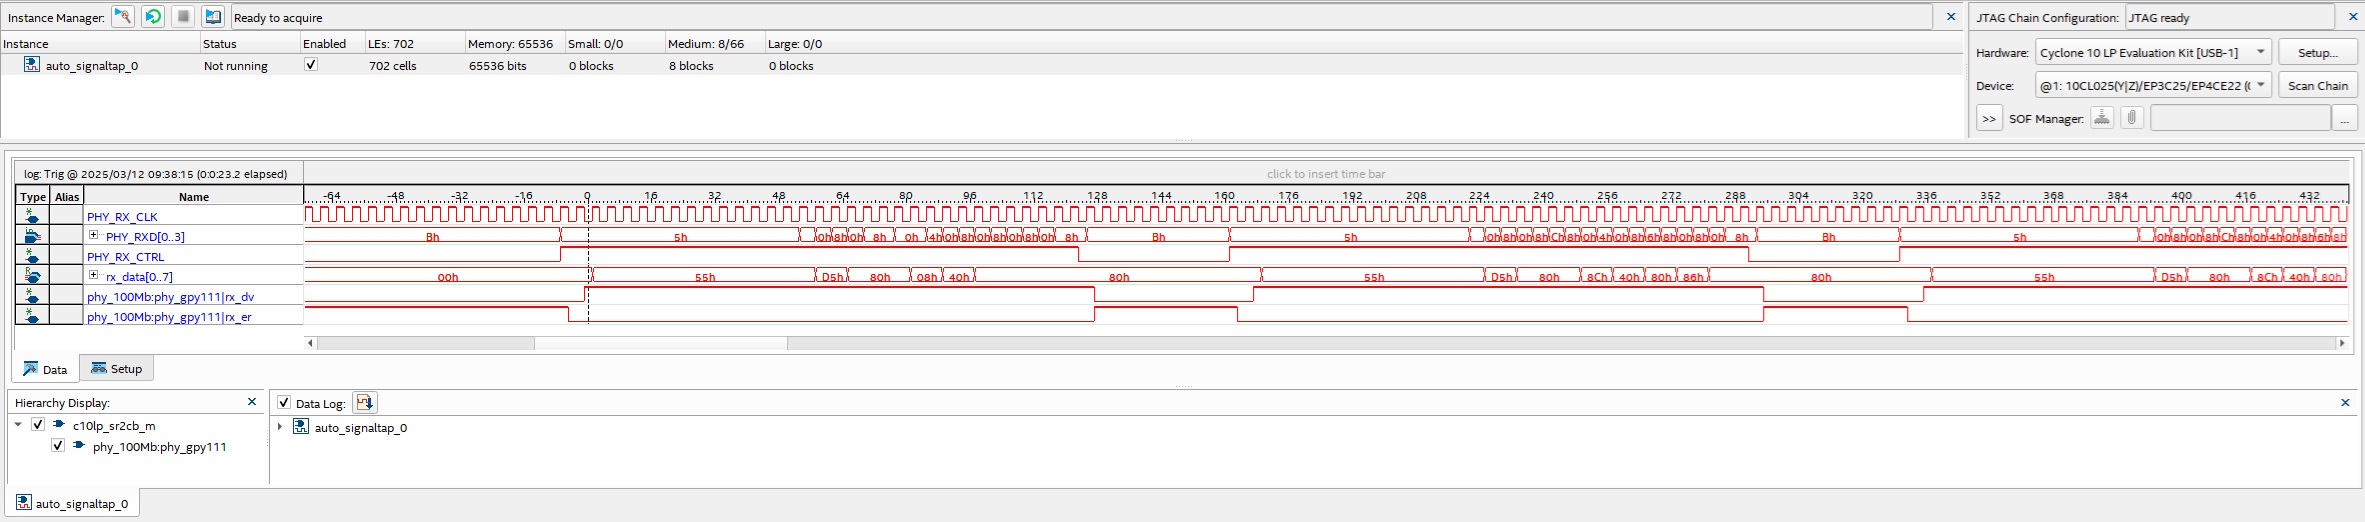 Instance Manager: Ready to acquire
JTAG Chain Configuration: JTAG ready
Instance Status Enabled LEs: 702 Memory: 65536 Small: 0/0 Medium: 8/66 Large: 0/0
auto_signaltap_0 Not running 702 cells 65536 bits 0 blocks 8 blocks 0 blocks
Hardware: Cyclone 10 LP Evaluation Kit [USB-1] Setup...
Device: @1: 10CL025(Y|Z)/EP3C25/EP4CE22 ( Scan Chain
>> SOF Manager: ...
log: Trig @ 2025/03/12 09:38:15 (0:0:23.2 elapsed) click to insert time bar
Type Alias Name -64 -48 -32 -16 0 16 32 48 64 80 96 112 128 144 160 176 192 208 224 240 256 272 288 304 320 336 352 368 384 400 416 432
PHY_RX_CLK
PHY_RXD[0..3] Bh 5h 0h 8h 0h 8h 0h 4h 0h 8h 0h 8h 0h 8h 0h 8h Bh 5h 0h 8h 0h 8h Ch 8h 0h 4h 0h 8h 6h 8h 0h 8h 0h 8h Bh 5h 0h 8h 0h 8h Ch 8h 0h 4h 0h 8h 6h 8h
PHY_RX_CTRL
rx_data[0..7] 00h 55h D5h 80h 08h 40h 80h 55h D5h 80h 8Ch 40h 80h 86h 80h 55h D5h 80h 8Ch 40h 80h
phy_100Mb:phy_gpy111|rx_dv
phy_100Mb:phy_gpy111|rx_er
Data Setup
Hierarchy Display:
c10lp_sr2cb_m
phy_100Mb:phy_gpy111
Data Log:
auto_signaltap_0
auto_signaltap_0